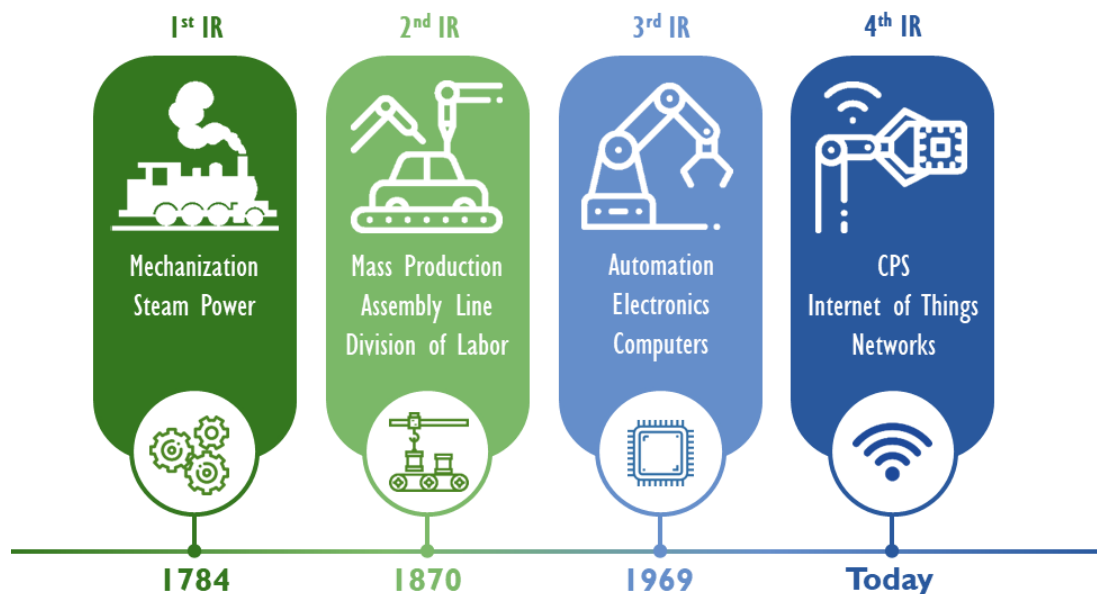 1st IR
2nd IR
3rd IR
4th IR
Mechanization
Steam Power
Mass Production
Assembly Line
Division of Labor
Automation
Electronics
Computers
CPS
Internet of Things
Networks
1784
1870
1969
Today